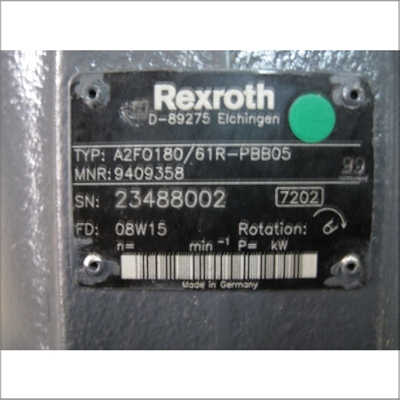 Rexroth
D-89275 Elchingen
TYP: A2FO180/61R-PBB05
MNR: 9409358
SN: 23488002 7202
FD: 08W15 Rotation:
n= min⁻¹ P= kW
Made in Germany